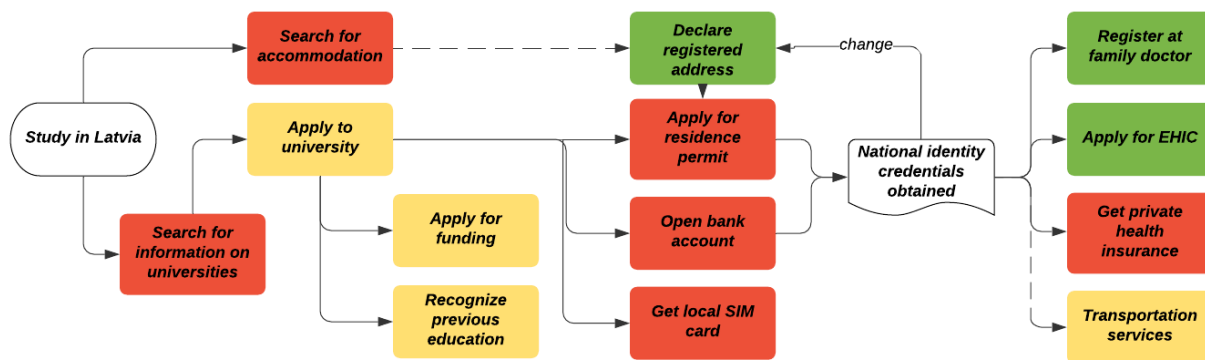 Search for
accommodation
Declare
registered
address
change
Register at
family doctor
Study in Latvia
Apply to
university
Apply for
residence
permit
National identity
credentials
obtained
Apply for EHIC
Search for
information on
universities
Apply for
funding
Open bank
account
Get private
health
insurance
Recognize
previous
education
Get local SIM
card
Transportation
services